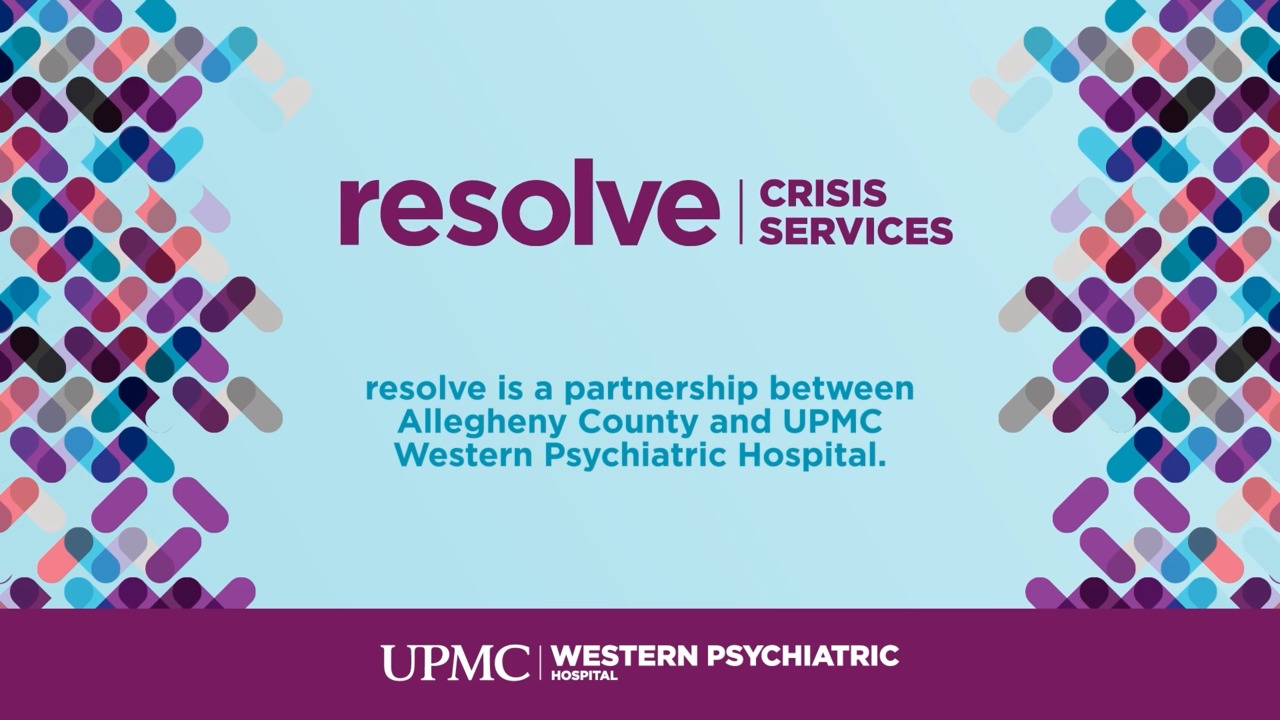 resolve
CRISIS
SERVICES
resolve is a partnership between
Allegheny County and UPMC
Western Psychiatric Hospital.
UPMC
WESTERN PSYCHIATRIC
HOSPITAL